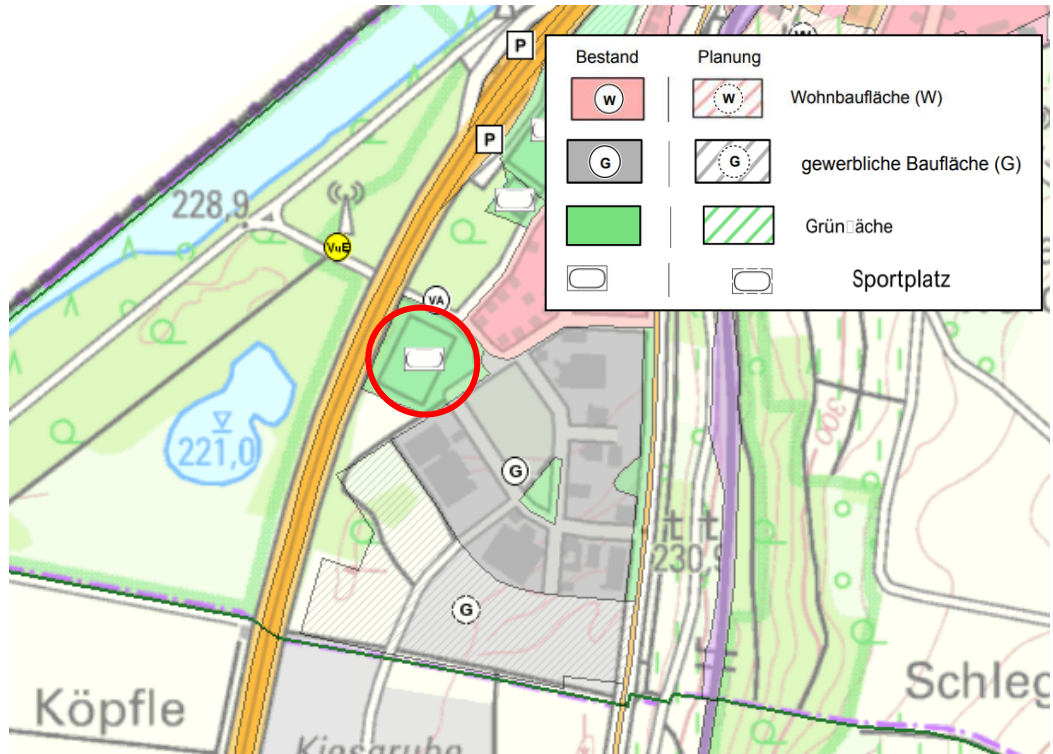 P
P
Bestand
Planung
W
W
Wohnbaufläche (W)
G
G
gewerbliche Baufläche (G)
Grün□äche
Sportplatz
228,9
VuE
VA
221,0
300
G
230,9
G
Köpfle
Kiesgrube
Schleg